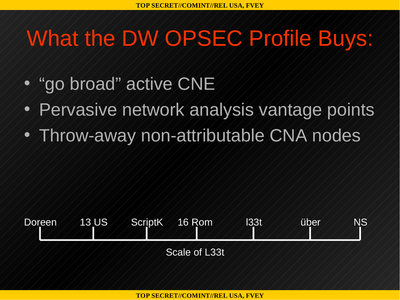 TOP SECRET//COMINT//REL USA, FVEY
What the DW OPSEC Profile Buys:
• “go broad” active CNE
• Pervasive network analysis vantage points
• Throw-away non-attributable CNA nodes
Doreen 13 US ScriptK 16 Rom l33t über NS
Scale of L33t
TOP SECRET//COMINT//REL USA, FVEY